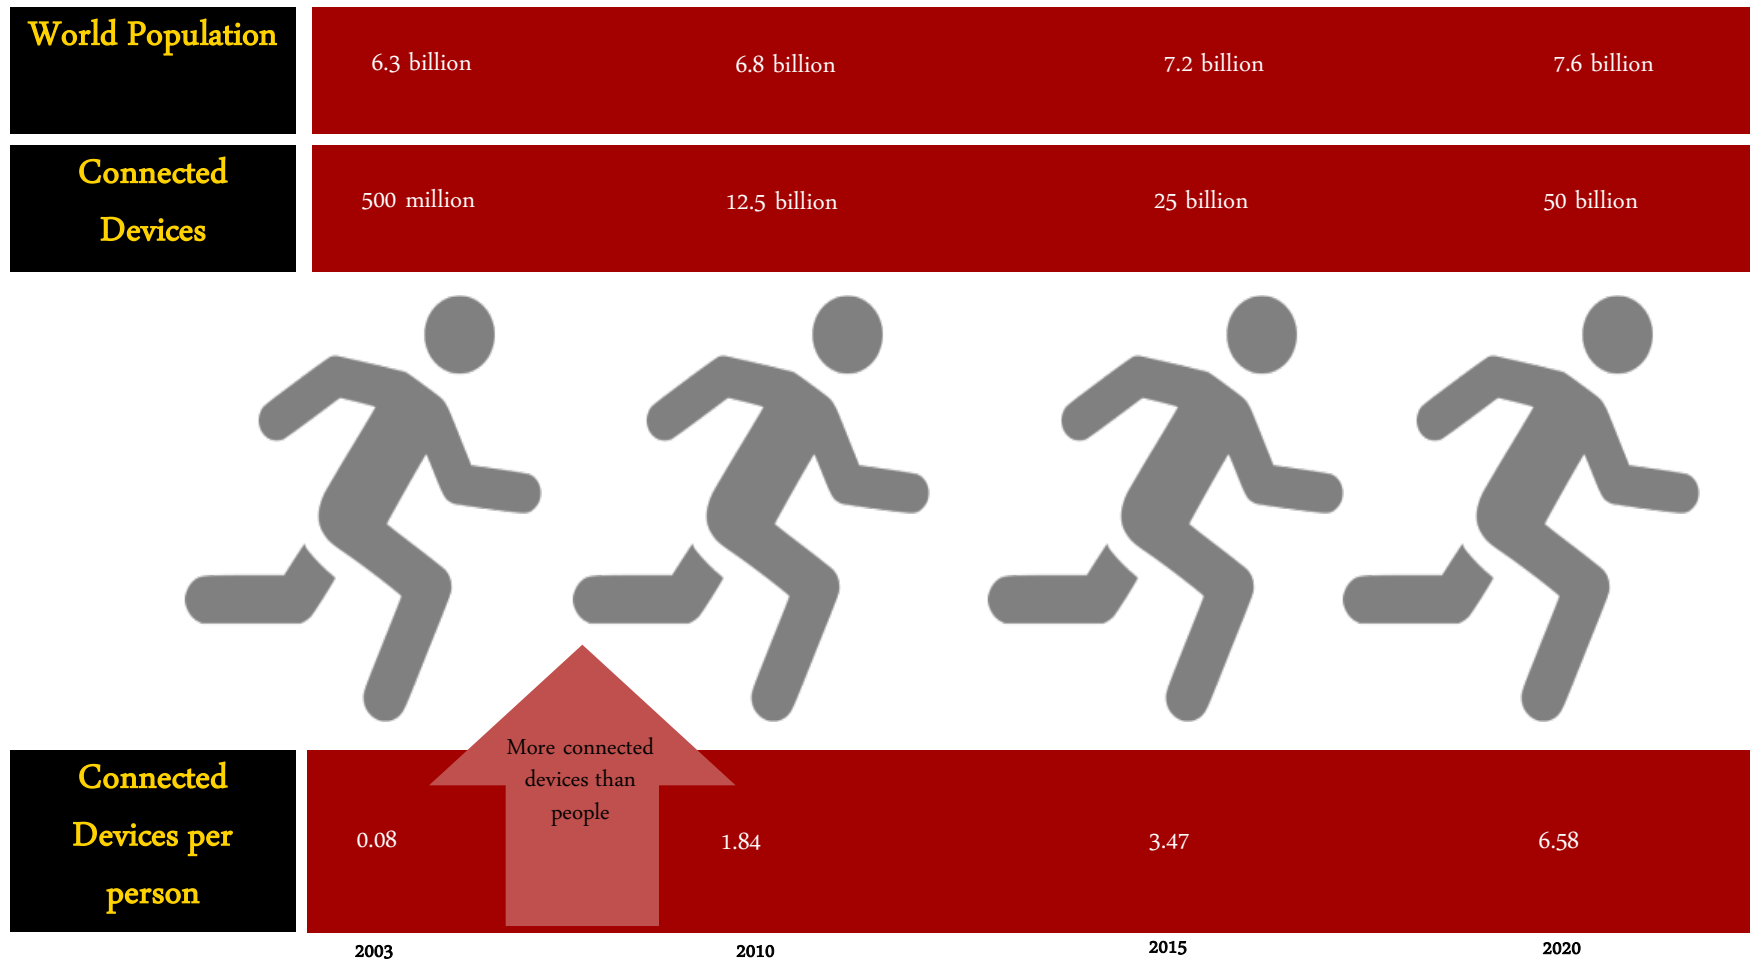 World Population
6.3 billion
6.8 billion
7.2 billion
7.6 billion
Connected
Devices
500 million
12.5 billion
25 billion
50 billion
More connected
devices than
people
Connected
Devices per
person
0.08
1.84
3.47
6.58
2003
2010
2015
2020